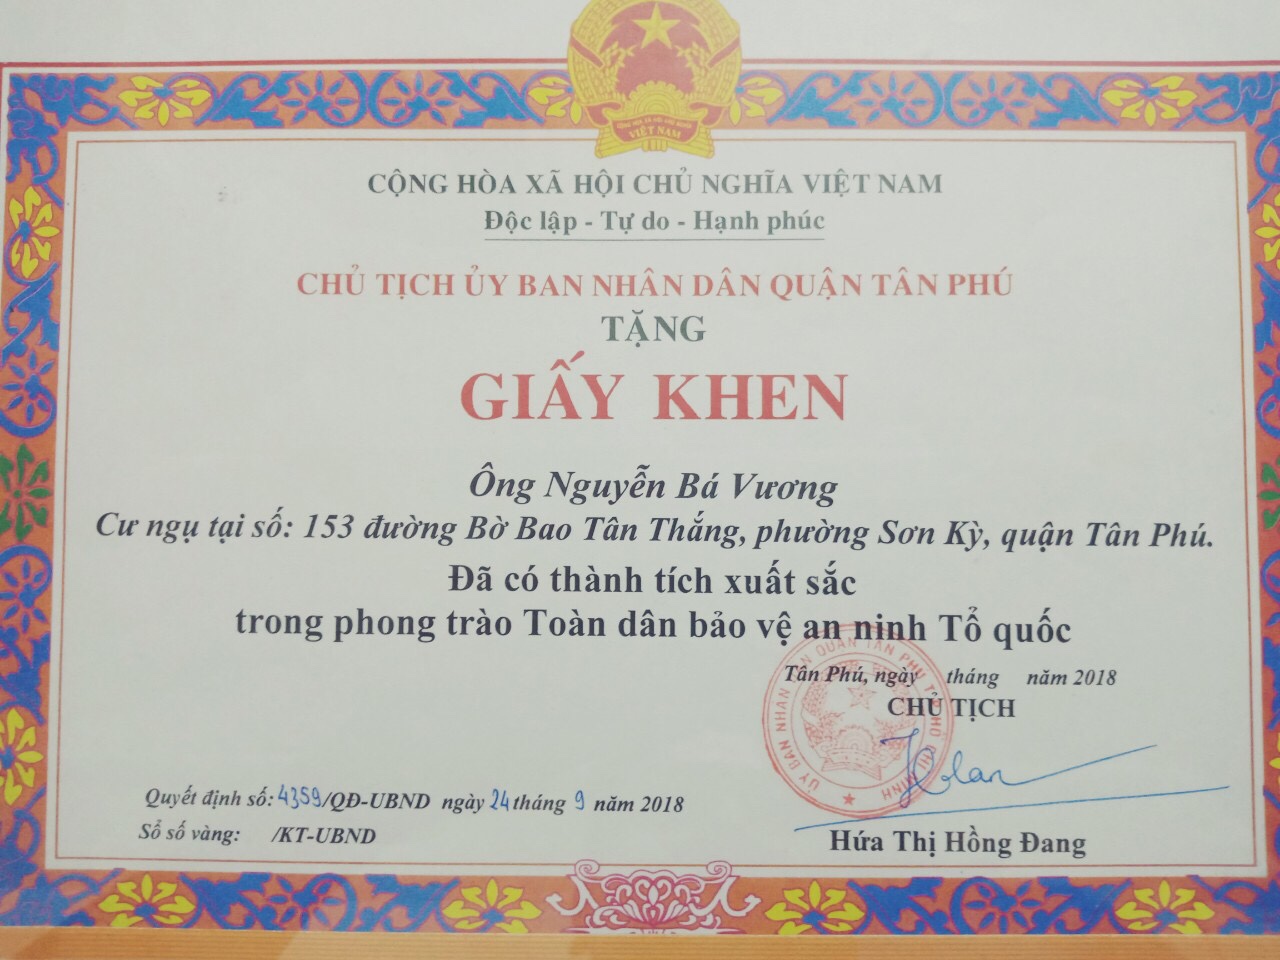 VIỆT NAM
CỘNG HÒA XÃ HỘI CHỦ NGHĨA VIỆT NAM
Độc lập - Tự do - Hạnh phúc
CHỦ TỊCH ỦY BAN NHÂN DÂN QUẬN TÂN PHÚ
TẶNG
GIẤY KHEN
Ông Nguyễn Bá Vương
Cư ngụ tại số: 153 đường Bờ Bao Tân Thắng, phường Sơn Kỳ, quận Tân Phú.
Đã có thành tích xuất sắc
trong phong trào Toàn dân bảo vệ an ninh Tổ quốc
Tân Phú, ngày tháng năm 2018
CHỦ TỊCH
Quyết định số: 4359/QĐ-UBND ngày 24 tháng 9 năm 2018
Sổ số vàng: /KT-UBND
Hứa Thị Hồng Đang